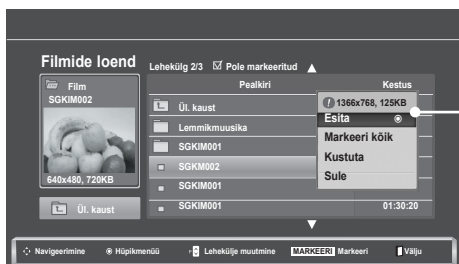 Filmide loend
Lehekülg 2/3 ☑ Pole markeeritud
Film
SGKIM002
640x480, 720KB
Ül. kaust
Pealkiri Kestus
Ül. kaust
Lemmikmuusika
SGKIM001
SGKM002
SGKIM001
SGKIM001 01:30:20
1366x768, 125KB
Esita
Markeeri kõik
Kustuta
Sule
Navigeerimine Hüpikmenüü Lehekülje muutmine MARKEERI Markeeri Välju